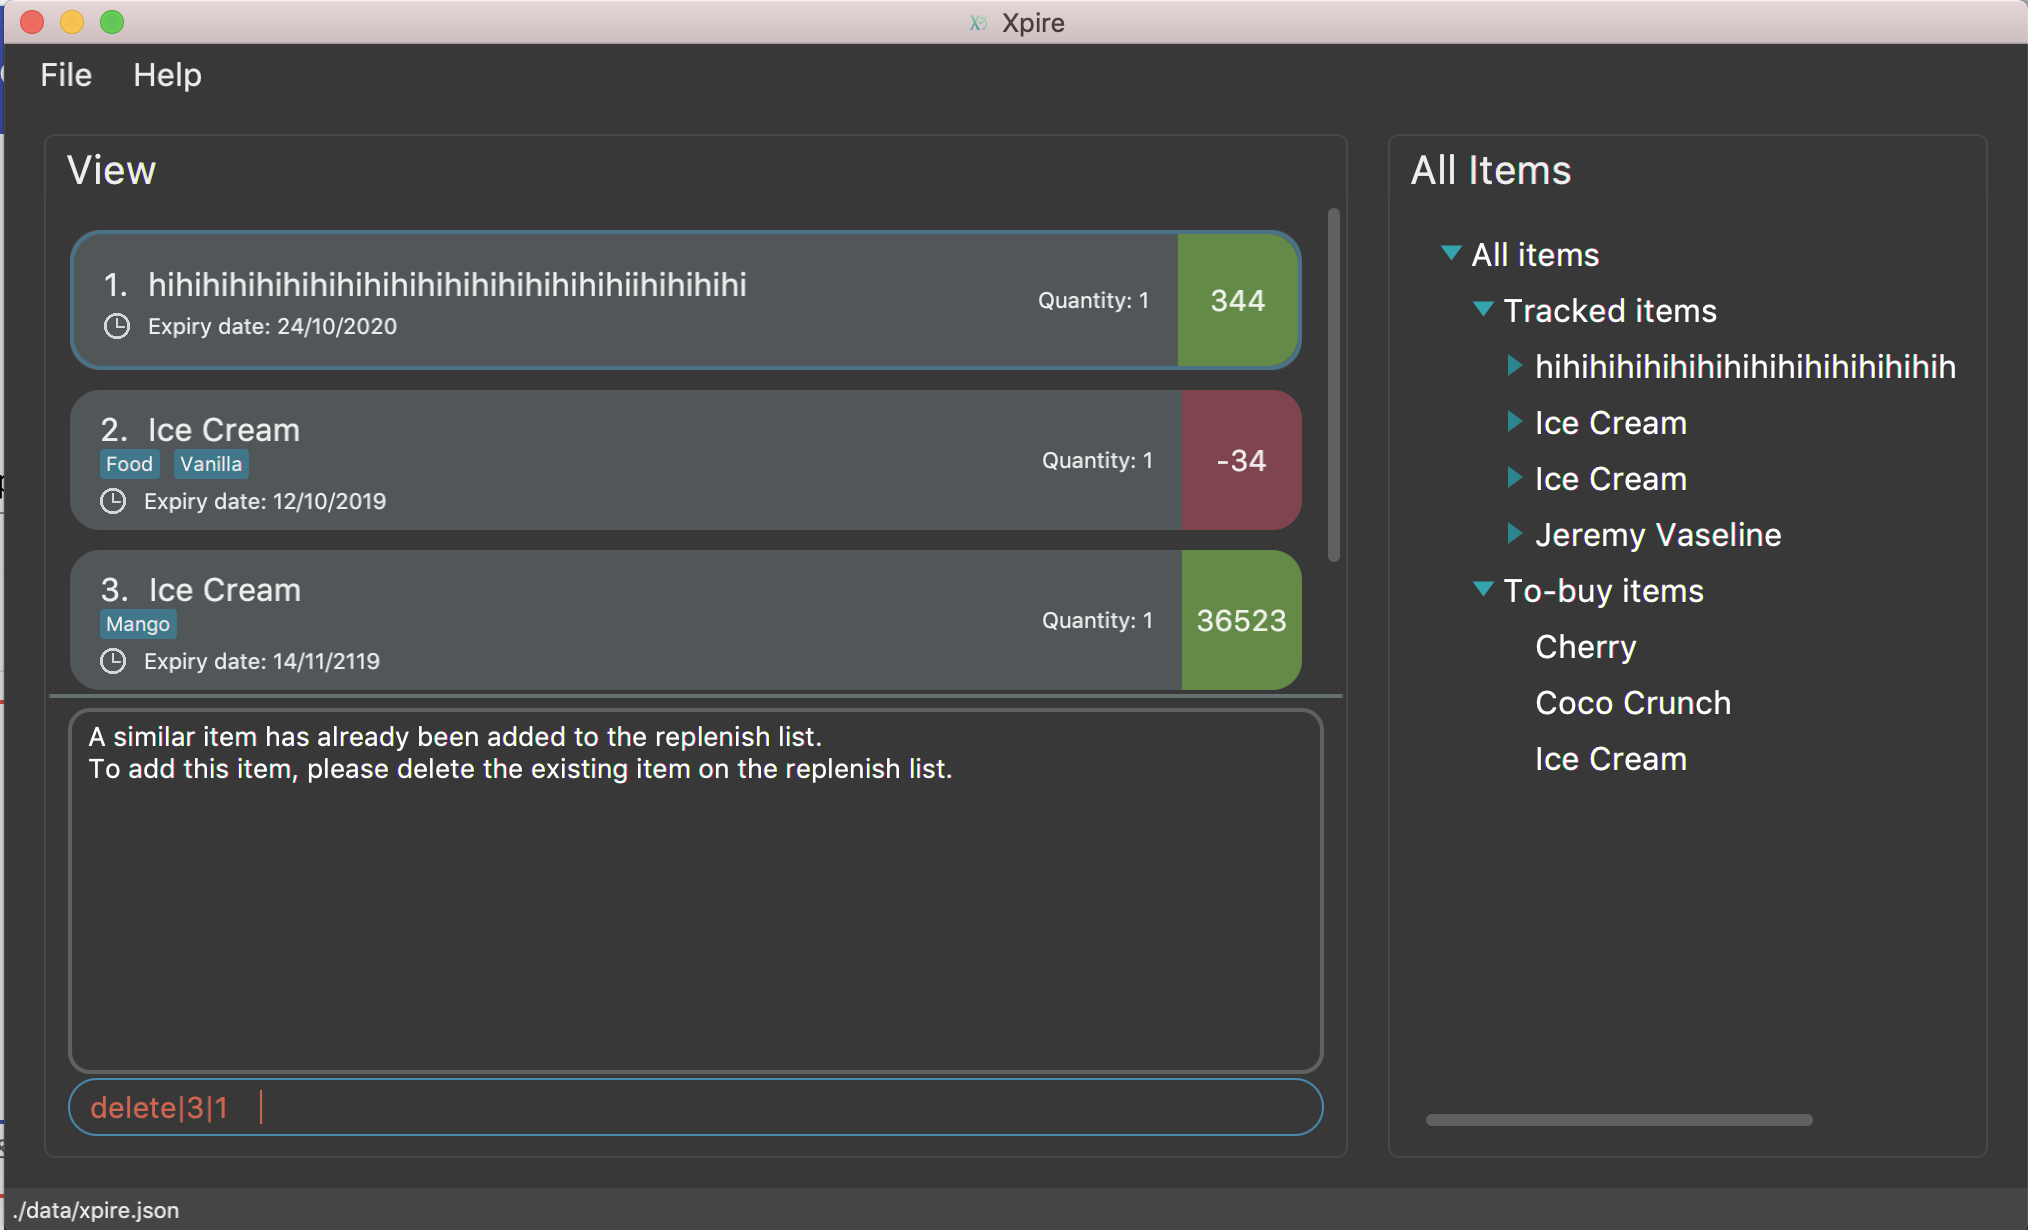 Xpire
File Help
View
1. hihihihihihihihihihihihihihihihihihiihihihihi
Expiry date: 24/10/2020
Quantity: 1
344
2. Ice Cream
Food Vanilla
Expiry date: 12/10/2019
Quantity: 1
-34
3. Ice Cream
Mango
Expiry date: 14/11/2119
Quantity: 1
36523
A similar item has already been added to the replenish list.
To add this item, please delete the existing item on the replenish list.
delete|3|1
All Items
All items
Tracked items
hihihihihihihihihihihihihihihih
Ice Cream
Ice Cream
Jeremy Vaseline
To-buy items
Cherry
Coco Crunch
Ice Cream
./data/xpire.json